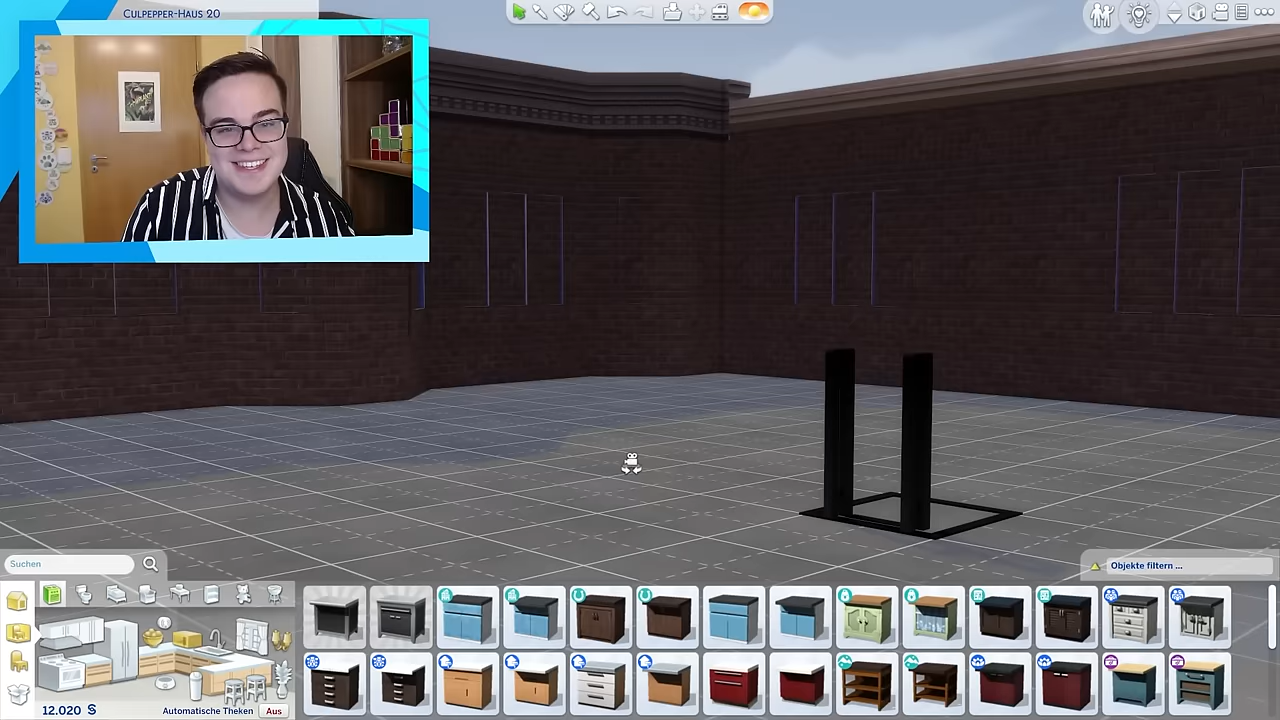 Culpepper-Haus 20
Suchen
Objekte filtern ...
12.020 §
Automatische Theken
Aus